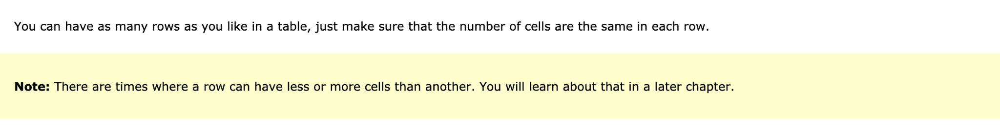 You can have as many rows as you like in a table, just make sure that the number of cells are the same in each row.
Note: There are times where a row can have less or more cells than another. You will learn about that in a later chapter.